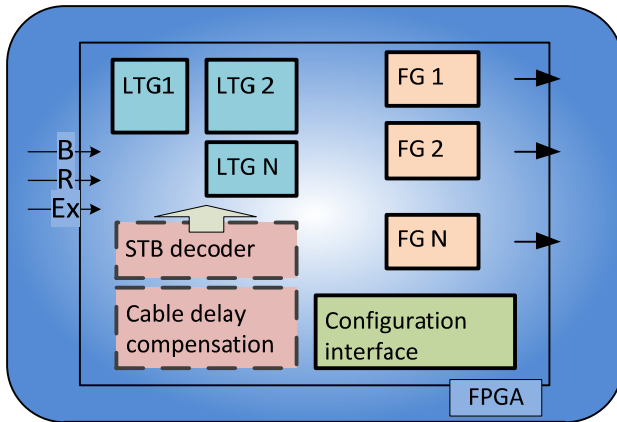 LTG1
LTG 2
FG 1
B
LTG N
FG 2
R
Ex
STB decoder
FG N
Cable delay
compensation
Configuration
interface
FPGA